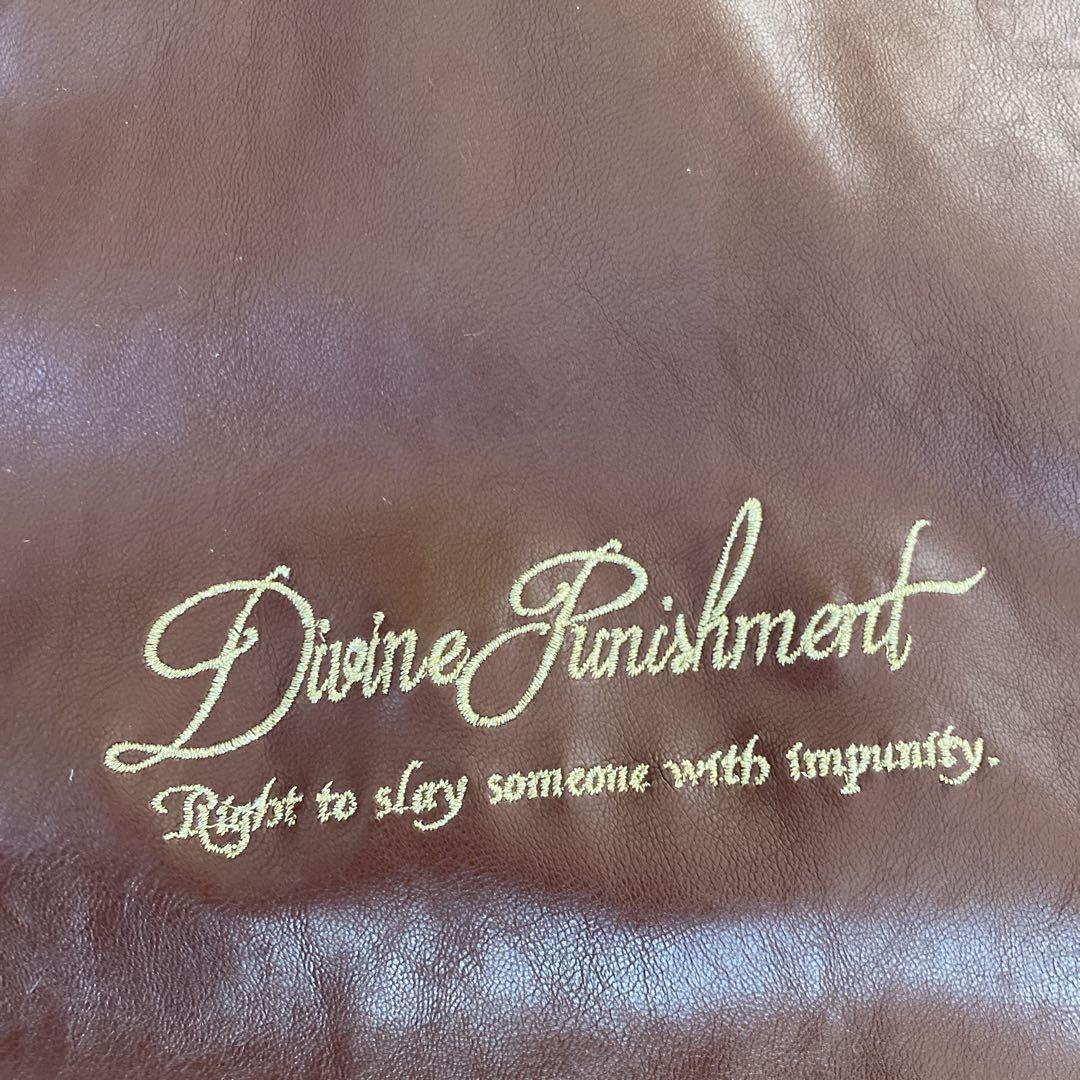 Divine Punishment
Right to slay someone with impunity.